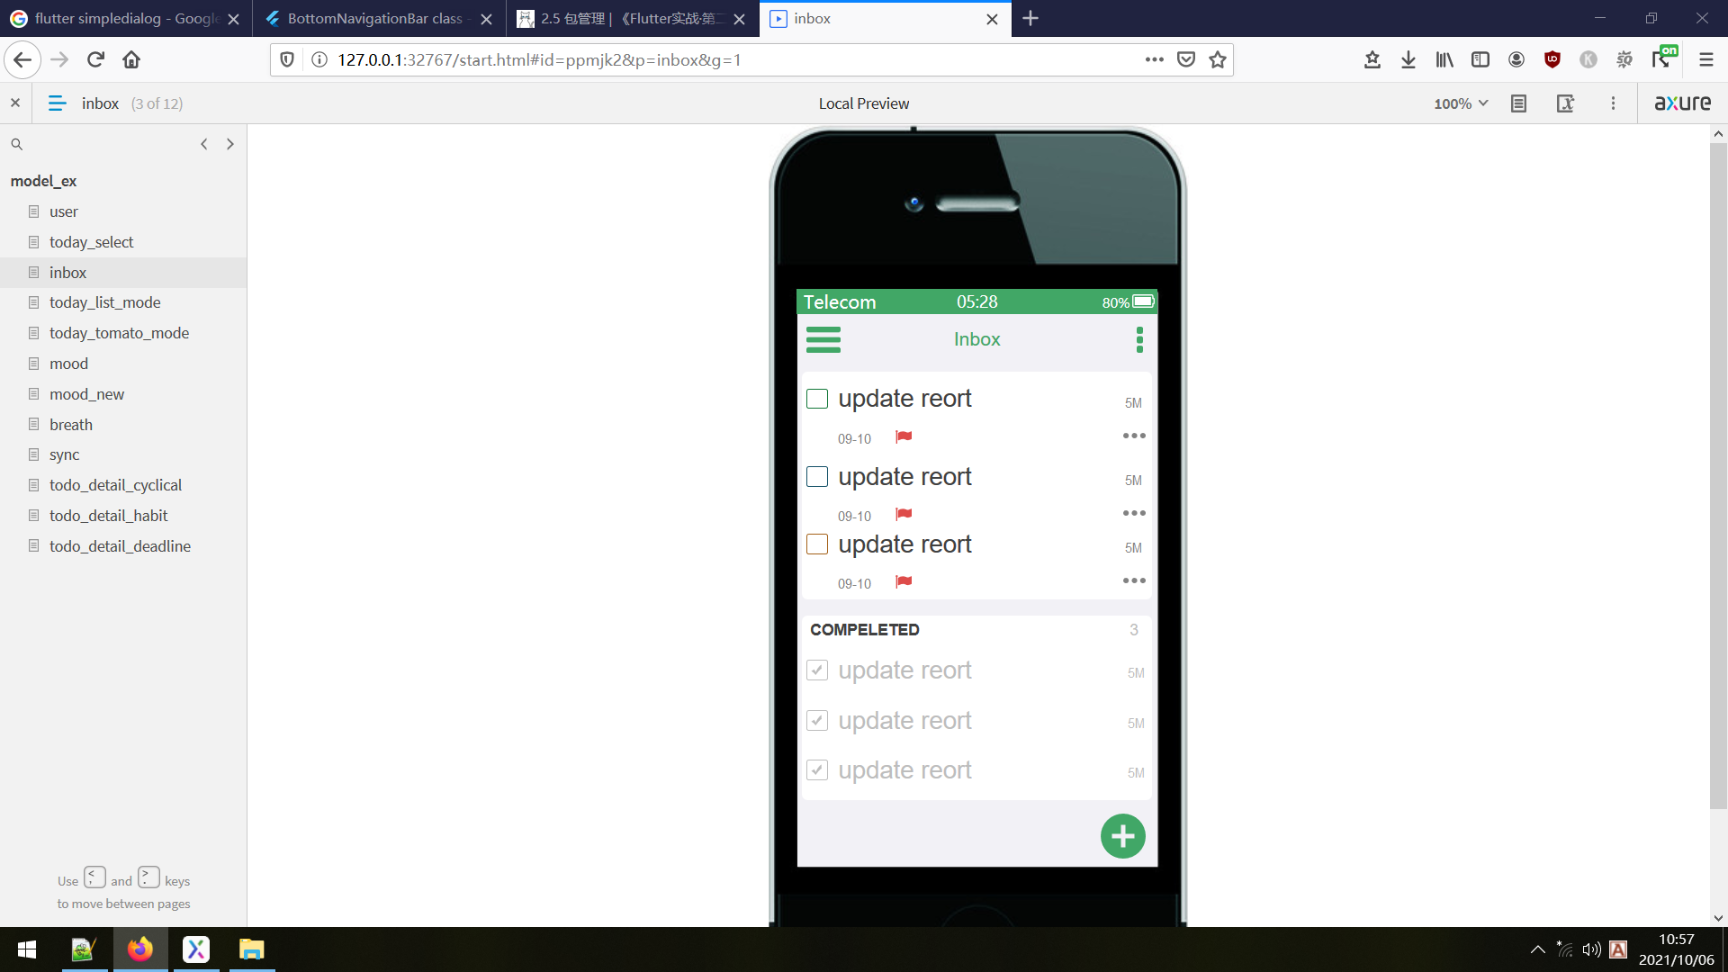 flutter simpledialog - Google
BottomNavigationBar class -
2.5 包管理 | 《Flutter实战·第二
inbox
127.0.0.1:32767/start.html#id=ppmjk2&p=inbox&g=1
on
inbox (3 of 12)
Local Preview
100%
axure
model_ex
user
today_select
inbox
today_list_mode
today_tomato_mode
mood
mood_new
breath
sync
todo_detail_cyclical
todo_detail_habit
todo_detail_deadline
Use < , and > . keys
to move between pages
Telecom 05:28 80%
Inbox
update reort 5M
09-10
update reort 5M
09-10
update reort 5M
09-10
COMPELETED 3
update reort 5M
update reort 5M
update reort 5M
A
10:57
2021/10/06